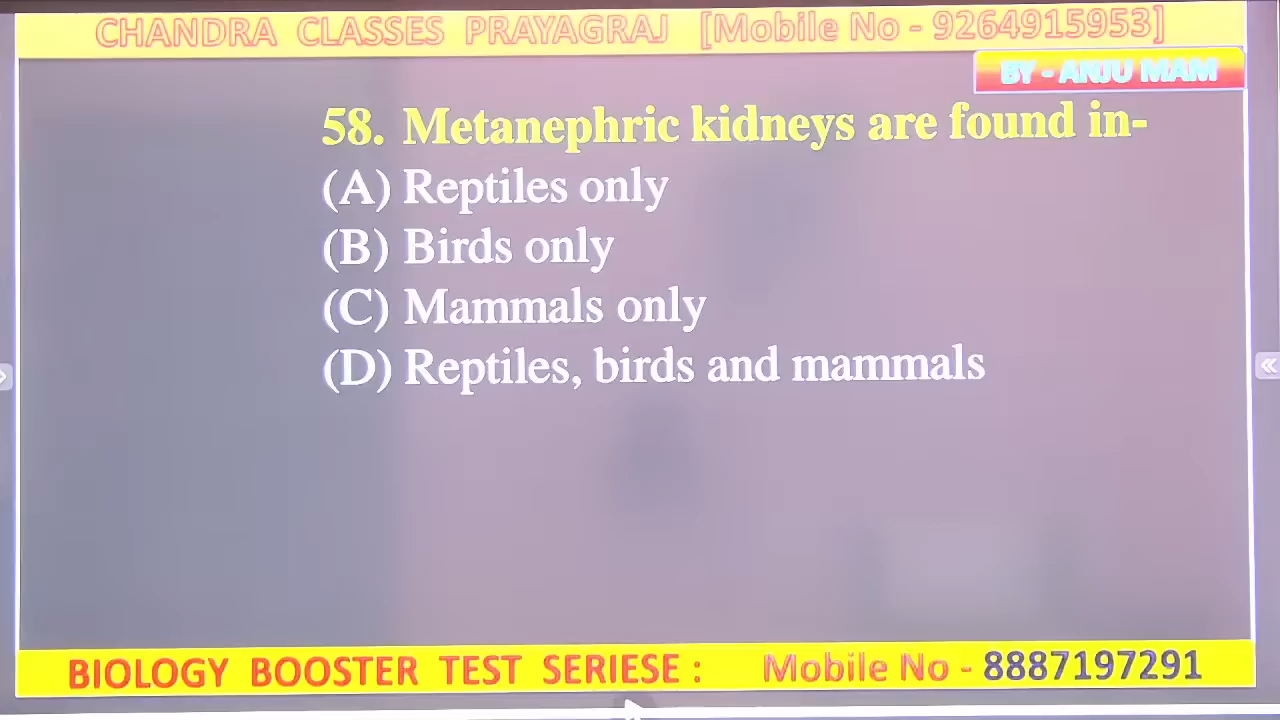 CHANDRA CLASSES PRAYAGRAJ [Mobile No - 9264915953]
BY - ANJU MAM
58. Metanephric kidneys are found in-
(A) Reptiles only
(B) Birds only
(C) Mammals only
(D) Reptiles, birds and mammals
BIOLOGY BOOSTER TEST SERIESE : Mobile No - 8887197291